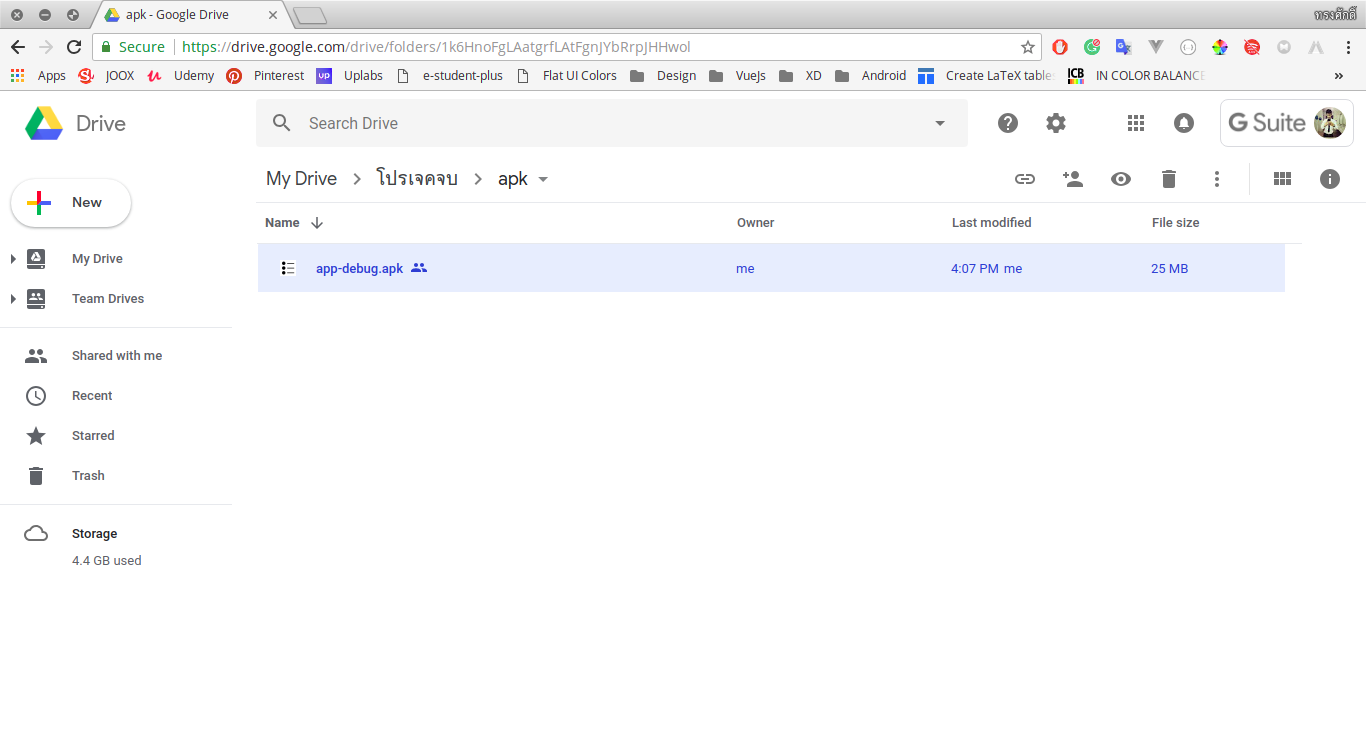 apk - Google Drive
ทรงศักดิ์
Secure https://drive.google.com/drive/folders/1k6HnoFgLAatgrfLAtFgnJYbRrpJHHwol
Apps JOOX Udemy Pinterest up Uplabs e-student-plus Flat UI Colors Design VueJs XD Android Create LaTeX tables ICB IN COLOR BALANCE »
Drive Search Drive G Suite
My Drive > โปรเจคจบ > apk
New
Name Owner Last modified File size
app-debug.apk me 4:07 PM me 25 MB
My Drive
Team Drives
Shared with me
Recent
Starred
Trash
Storage
4.4 GB used